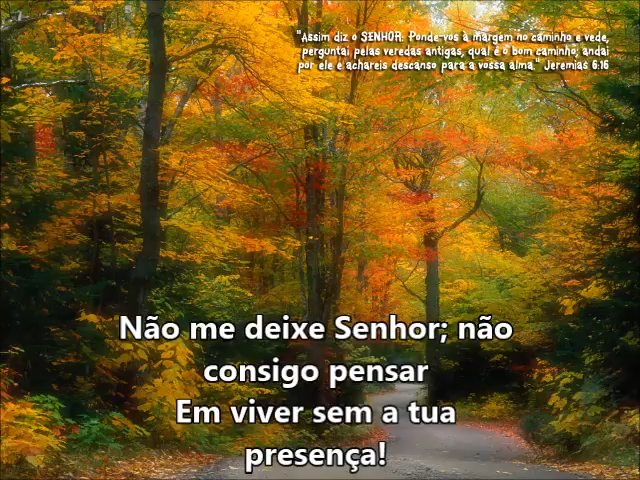 "Assim diz o SENHOR: Ponde-vos à margem no caminho e vede,
perguntai pelas veredas antigas, qual é o bom caminho; andai
por ele e achareis descanso para a vossa alma." Jeremias 6:16
Não me deixe Senhor; não
consigo pensar
Em viver sem a tua
presença!